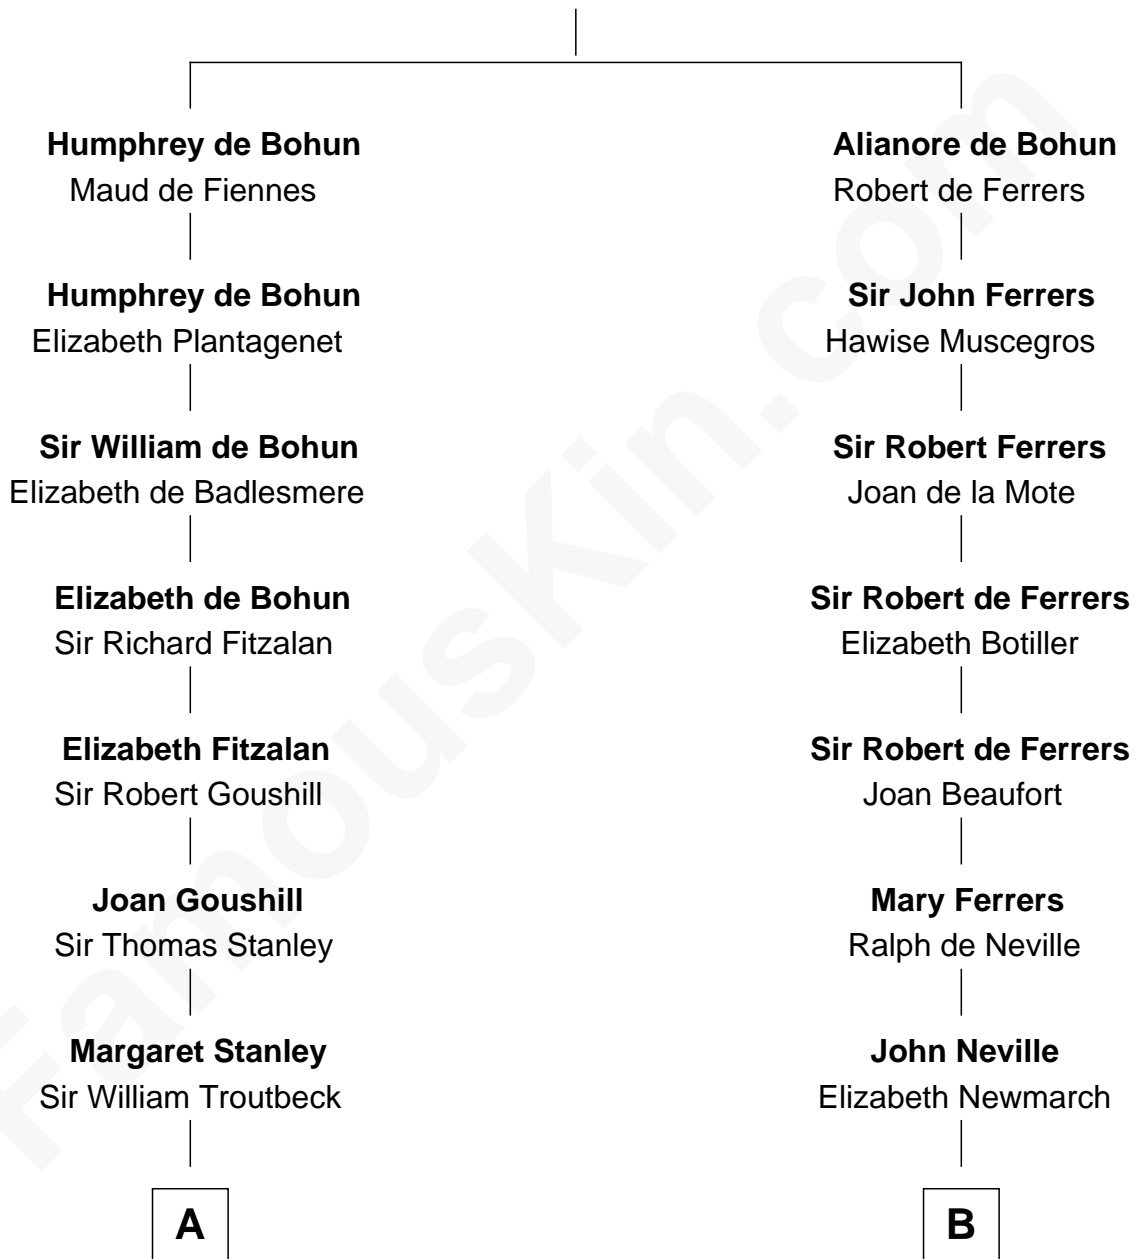 Humphrey de Bohun
Maud de Fiennes
Humphrey de Bohun
Elizabeth Plantagenet
Sir William de Bohun
Elizabeth de Badlesmere
Elizabeth de Bohun
Sir Richard Fitzalan
Elizabeth Fitzalan
Sir Robert Goushill
Joan Goushill
Sir Thomas Stanley
Margaret Stanley
Sir William Troutbeck
A
Alianore de Bohun
Robert de Ferrers
Sir John Ferrers
Hawise Muscegros
Sir Robert Ferrers
Joan de la Mote
Sir Robert de Ferrers
Elizabeth Botiller
Sir Robert de Ferrers
Joan Beaufort
Mary Ferrers
Ralph de Neville
John Neville
Elizabeth Newmarch
B
FamousKin.com